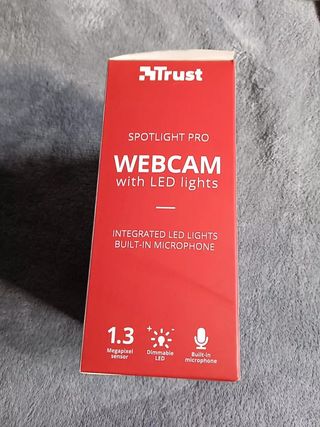 Trust
SPOTLIGHT PRO
WEBCAM
with LED lights
INTEGRATED LED LIGHTS
BUILT-IN MICROPHONE
1.3
Megapixel
sensor
Dimmable
LED
Built-in
microphone